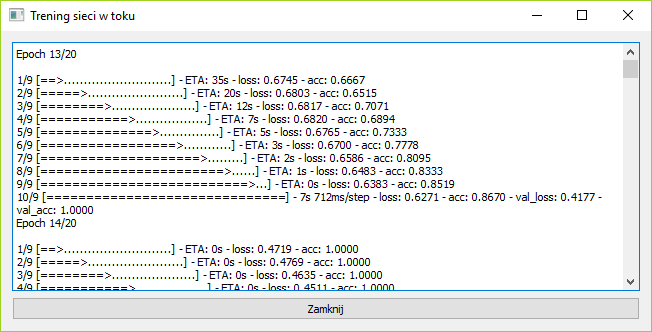 Trening sieci w toku
Epoch 13/20
1/9 [==>...........................] - ETA: 35s - loss: 0.6745 - acc: 0.6667
2/9 [=====>........................] - ETA: 20s - loss: 0.6803 - acc: 0.6515
3/9 [========>.....................] - ETA: 12s - loss: 0.6817 - acc: 0.7071
4/9 [===========>..................] - ETA: 7s - loss: 0.6820 - acc: 0.6894
5/9 [==============>...............] - ETA: 5s - loss: 0.6765 - acc: 0.7333
6/9 [=================>............] - ETA: 3s - loss: 0.6700 - acc: 0.7778
7/9 [====================>.........] - ETA: 2s - loss: 0.6586 - acc: 0.8095
8/9 [=======================>......] - ETA: 1s - loss: 0.6483 - acc: 0.8333
9/9 [==========================>...] - ETA: 0s - loss: 0.6383 - acc: 0.8519
10/9 [==============================] - 7s 712ms/step - loss: 0.6271 - acc: 0.8670 - val_loss: 0.4177 -
val_acc: 1.0000
Epoch 14/20
1/9 [==>...........................] - ETA: 0s - loss: 0.4719 - acc: 1.0000
2/9 [=====>........................] - ETA: 0s - loss: 0.4769 - acc: 1.0000
3/9 [========>.....................] - ETA: 0s - loss: 0.4635 - acc: 1.0000
4/9 [===========>..................] - ETA: 0s - loss: 0.4511 - acc: 1.0000
Zamknij